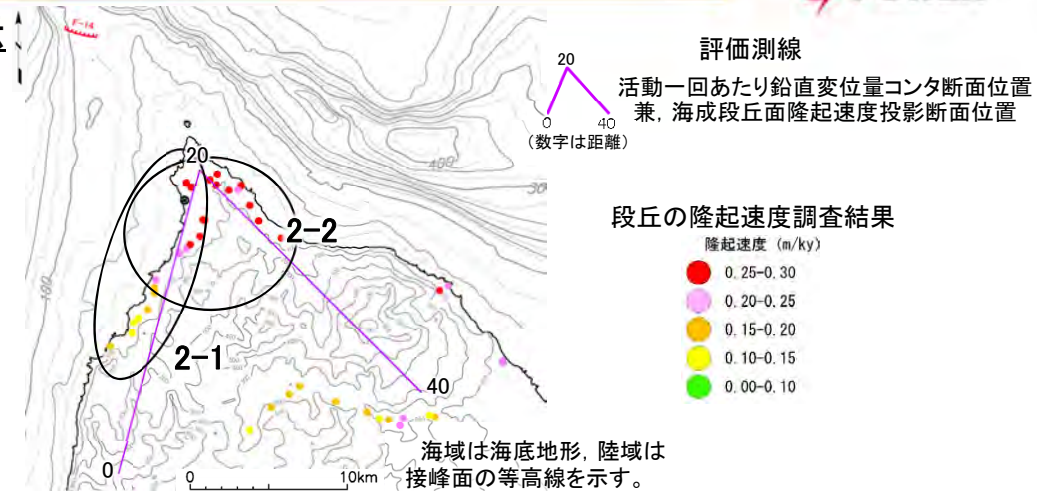 F-14
評価測線
20
活動一回あたり鉛直変位量コンタ断面位置
兼, 海成段丘面隆起速度投影断面位置
0 40
(数字は距離)
400
20
2-2
段丘の隆起速度調査結果
隆起速度 (m/ky)
0.25-0.30
0.20-0.25
0.15-0.20
0.10-0.15
0.00-0.10
100
2-1
40
0
0 10km
海域は海底地形, 陸域は
接峰面の等高線を示す。